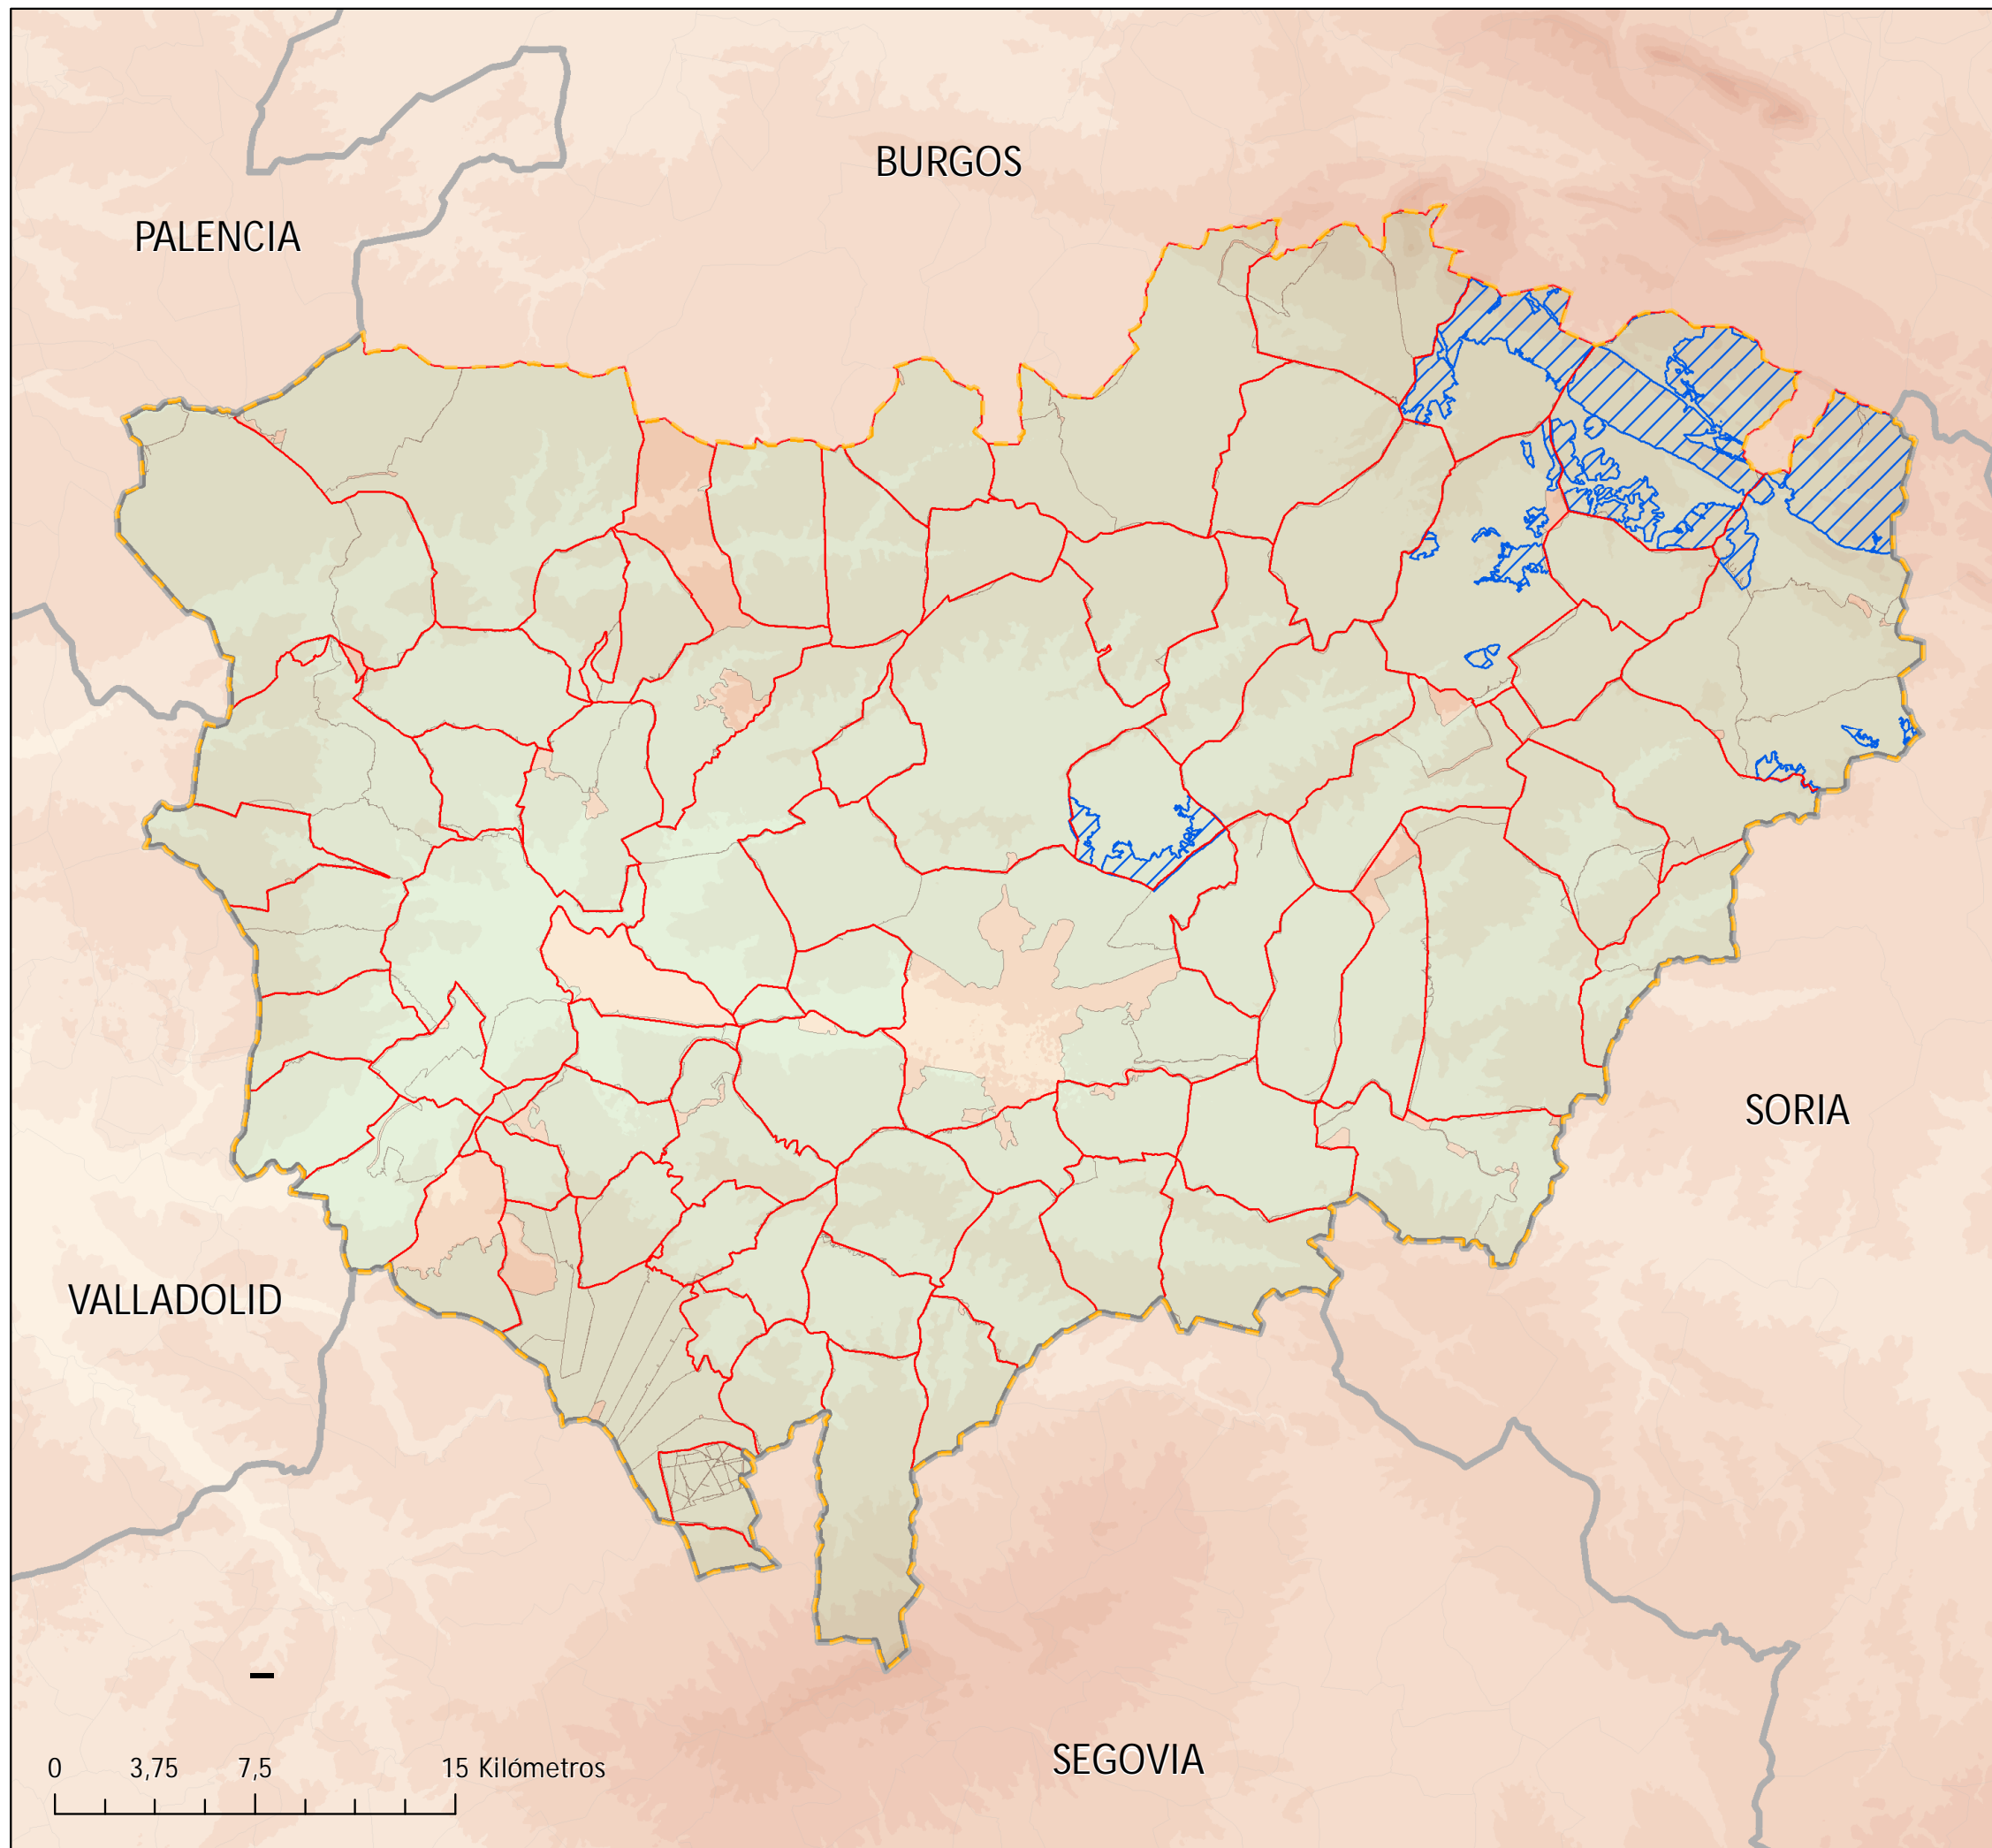 BURGOS
PALENCIA
SORIA
VALLADOLID
SEGOVIA
0 3,75 7,5 15 Kilómetros